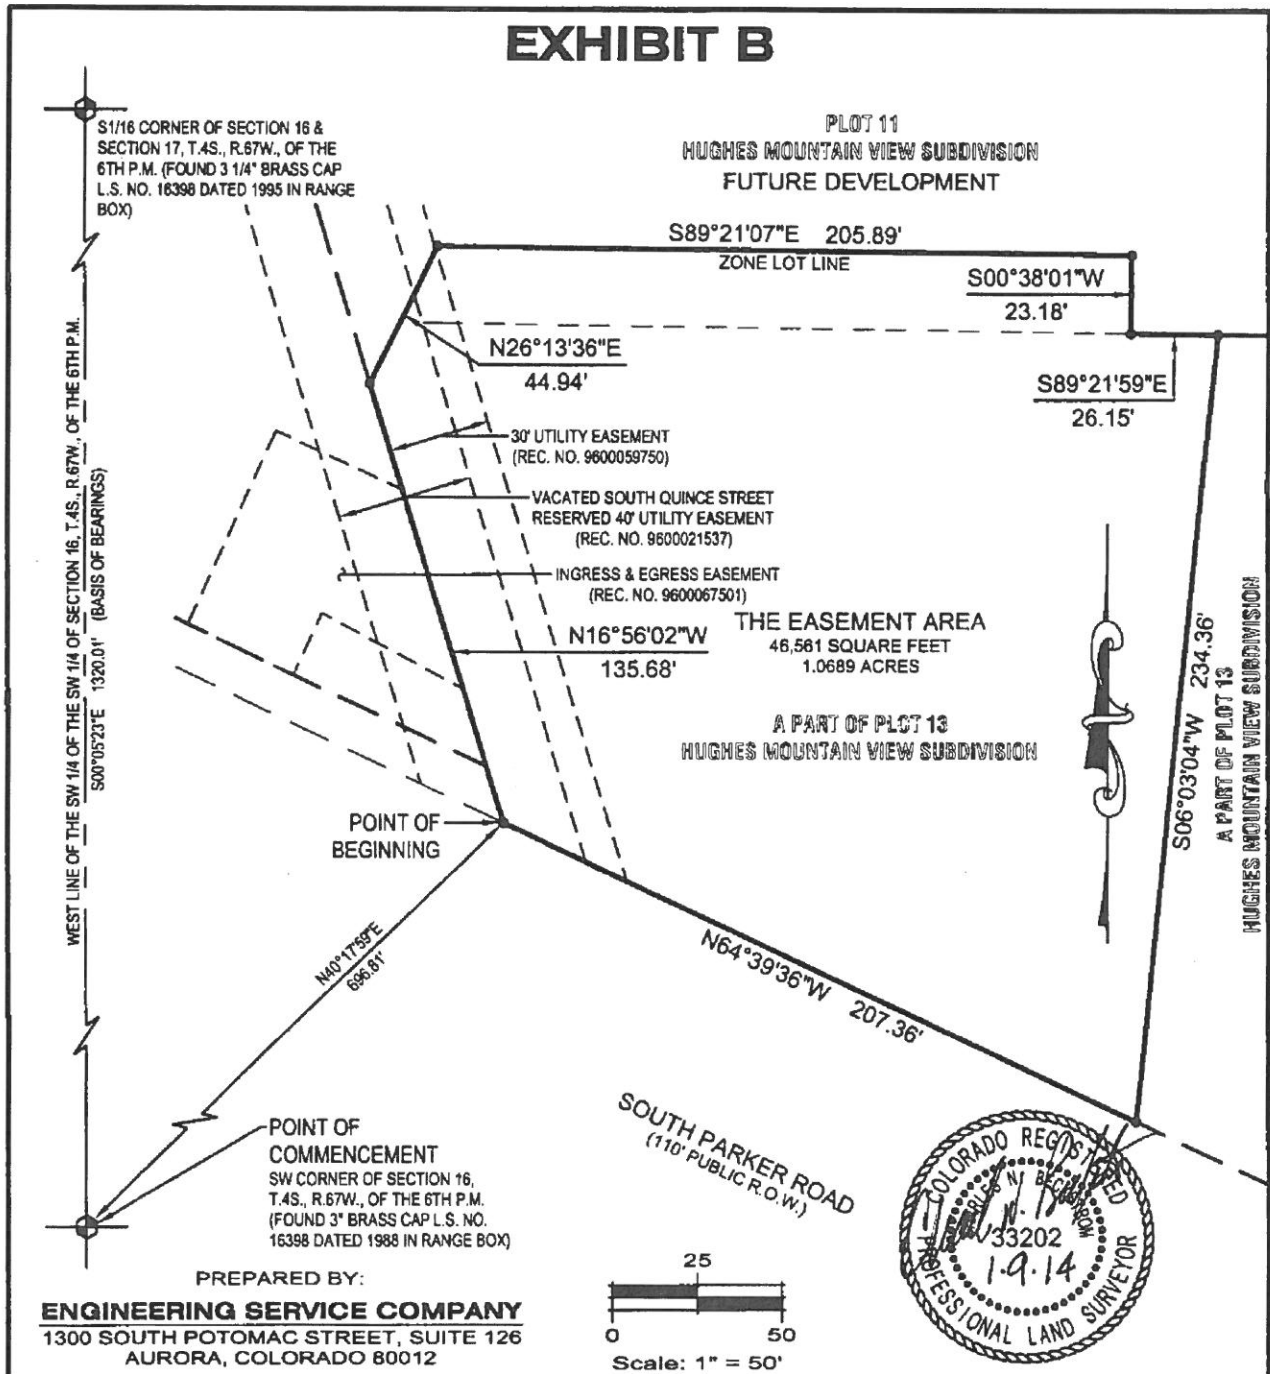 EXHIBIT B
S1/16 CORNER OF SECTION 16 &
SECTION 17, T.4S., R.67W., OF THE
6TH P.M. (FOUND 3 1/4" BRASS CAP
L.S. NO. 16398 DATED 1995 IN RANGE
BOX)
PLOT 11
HUGHES MOUNTAIN VIEW SUBDIVISION
FUTURE DEVELOPMENT
S89°21'07"E 205.89'
ZONE LOT LINE
S00°38'01"W
23.18'
N26°13'36"E
44.94'
S89°21'59"E
26.15'
30' UTILITY EASEMENT
(REC. NO. 9600059750)
VACATED SOUTH QUINCE STREET
RESERVED 40' UTILITY EASEMENT
(REC. NO. 9600021537)
INGRESS & EGRESS EASEMENT
(REC. NO. 9600067501)
N16°56'02"W
135.68'
THE EASEMENT AREA
46,561 SQUARE FEET
1.0689 ACRES
A PART OF PLOT 13
HUGHES MOUNTAIN VIEW SUBDIVISION
S06°03'04"W 234.36'
A PART OF PLOT 13
HUGHES MOUNTAIN VIEW SUBDIVISION
WEST LINE OF THE SW 1/4 OF THE SW 1/4 OF SECTION 16, T.4S., R.67W., OF THE 6TH P.M.
S00°05'23"E 1320.01' (BASIS OF BEARINGS)
POINT OF
BEGINNING
N40°17'59"E
696.81'
N64°39'36"W 207.36'
SOUTH PARKER ROAD
(110' PUBLIC R.O.W.)
POINT OF
COMMENCEMENT
SW CORNER OF SECTION 16,
T.4S., R.67W., OF THE 6TH P.M.
(FOUND 3" BRASS CAP L.S. NO.
16398 DATED 1988 IN RANGE BOX)
PREPARED BY:
ENGINEERING SERVICE COMPANY
1300 SOUTH POTOMAC STREET, SUITE 126
AURORA, COLORADO 80012
25
0 50
Scale: 1" = 50'
COLORADO REGISTERED
N.
33202
1.9.14
PROFESSIONAL LAND SURVEYOR